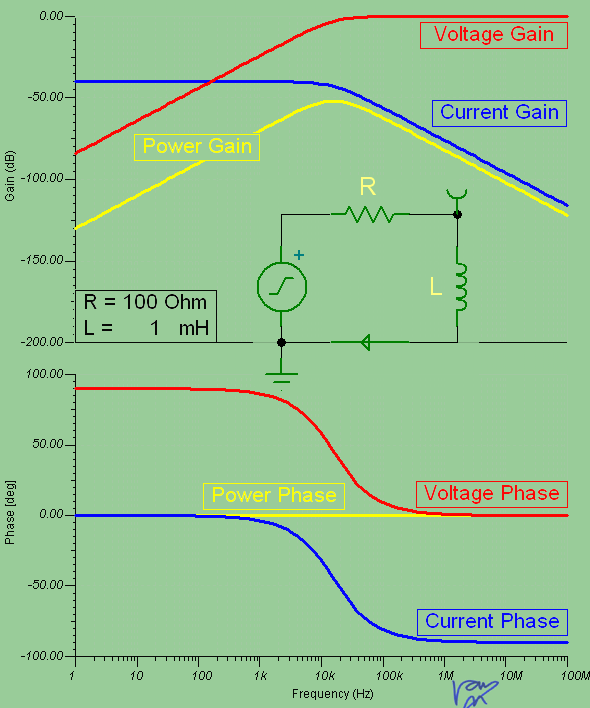 0.00
Voltage Gain
-50.00
Current Gain
Power Gain
Gain (dB)
-100.00
R
-150.00
+
L
R = 100 Ohm
L = 1 mH
-200.00
100.00
50.00
Power Phase
Voltage Phase
Phase [deg]
0.00
-50.00
Current Phase
-100.00
1 10 100 1k 10k 100k 1M 10M 100M
Frequency (Hz)